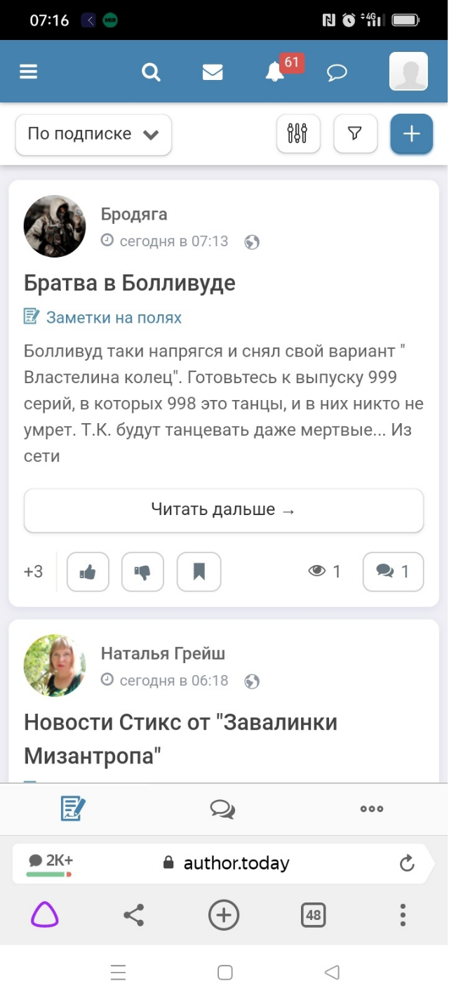 07:16
MIR
4G
61
По подписке
Бродяга
сегодня в 07:13
Братва в Болливуде
Заметки на полях
Болливуд таки напрягся и снял свой вариант "
Властелина колец". Готовьтесь к выпуску 999
серий, в которых 998 это танцы, и в них никто не
умрет. Т.К. будут танцевать даже мертвые... Из
сети
Читать дальше →
+3
1
1
Наталья Грейш
сегодня в 06:18
Новости Стикс от "Завалинки
Мизантропа"
2K+
author.today
48